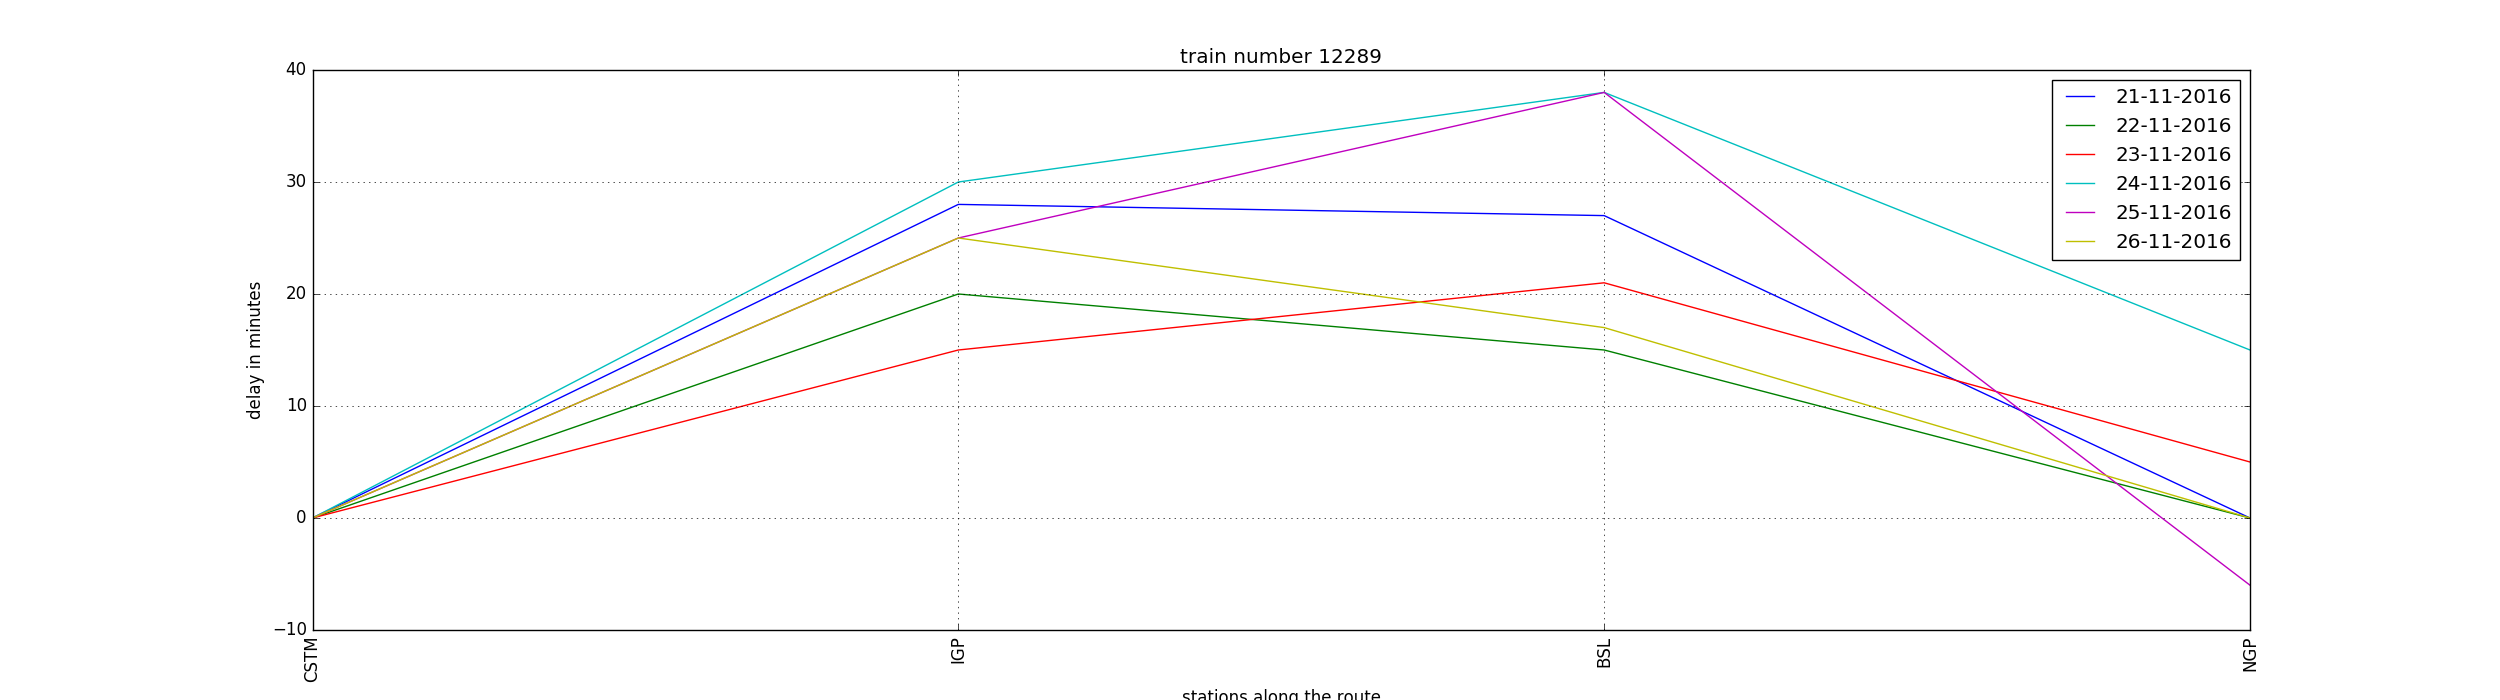 train number 12289
40
30
20
10
0
−10
delay in minutes
21-11-2016
22-11-2016
23-11-2016
24-11-2016
25-11-2016
26-11-2016
CSTM
IGP
BSL
NGP
stations along the route